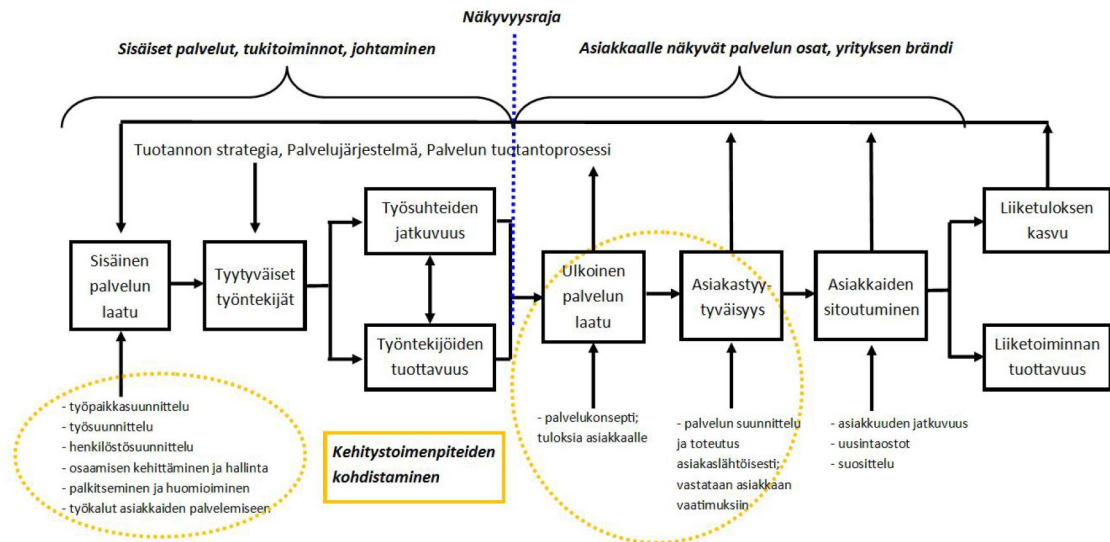 Näkyvyysraja
Sisäiset palvelut, tukitoiminnot, johtaminen
Asiakkaalle näkyvät palvelun osat, yrityksen brändi
Tuotannon strategia, Palvelujärjestelmä, Palvelun tuotantoprosessi
Sisäinen
palvelun
laatu
Tyytyväiset
työntekijät
Työsuhteiden
jatkuvuus
Työntekijöiden
tuottavuus
Ulkoinen
palvelun
laatu
Asiakastyy-
tyväisyys
Asiakkaiden
sitoutuminen
Liiketuloksen
kasvu
Liiketoiminnan
tuottavuus
- työpaikkasuunnittelu
- työsuunnittelu
- henkilöstösuunnittelu
- osaamisen kehittäminen ja hallinta
- palkitseminen ja huomioiminen
- työkalut asiakkaiden palvelemiseen
Kehitystoimenpiteiden
kohdistaminen
- palvelukonsepti;
tuloksia asiakkaalle
- palvelun suunnittelu
ja toteutus
asiakaslähtöisesti;
vastataan asiakkaan
vaatimuksiin
- asiakkuuden jatkuvuus
- uusintaostot
- suosittelu